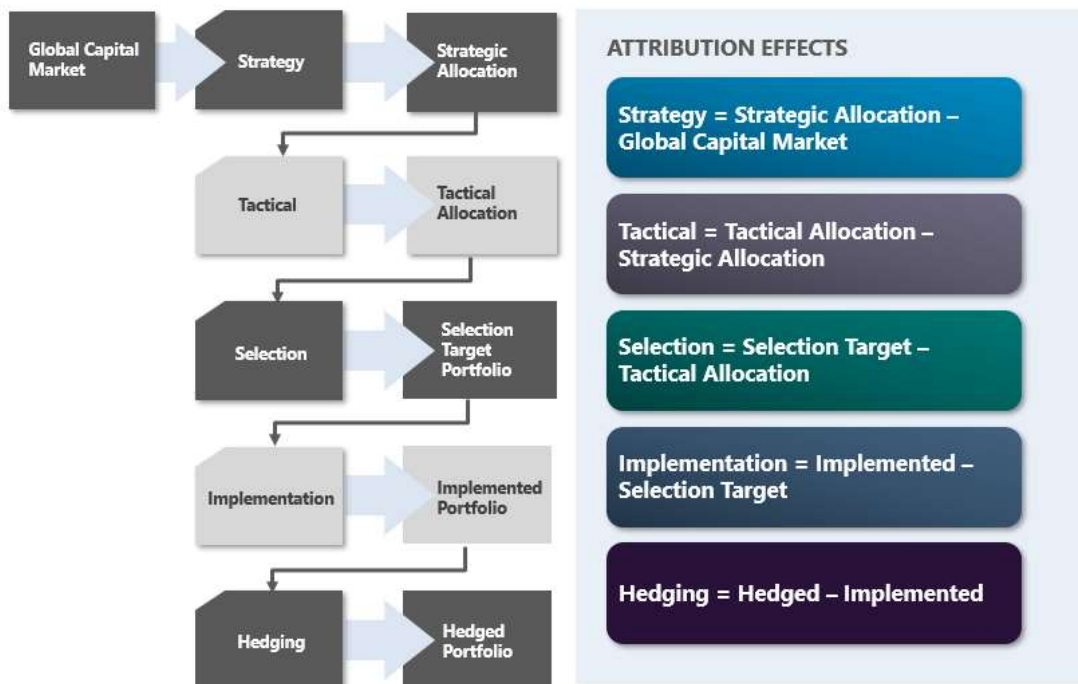 Global Capital
Market
Strategy
Strategic
Allocation
Tactical
Tactical
Allocation
Selection
Selection
Target
Portfolio
Implementation
Implemented
Portfolio
Hedging
Hedged
Portfolio
ATTRIBUTION EFFECTS
Strategy = Strategic Allocation –
Global Capital Market
Tactical = Tactical Allocation –
Strategic Allocation
Selection = Selection Target –
Tactical Allocation
Implementation = Implemented –
Selection Target
Hedging = Hedged – Implemented